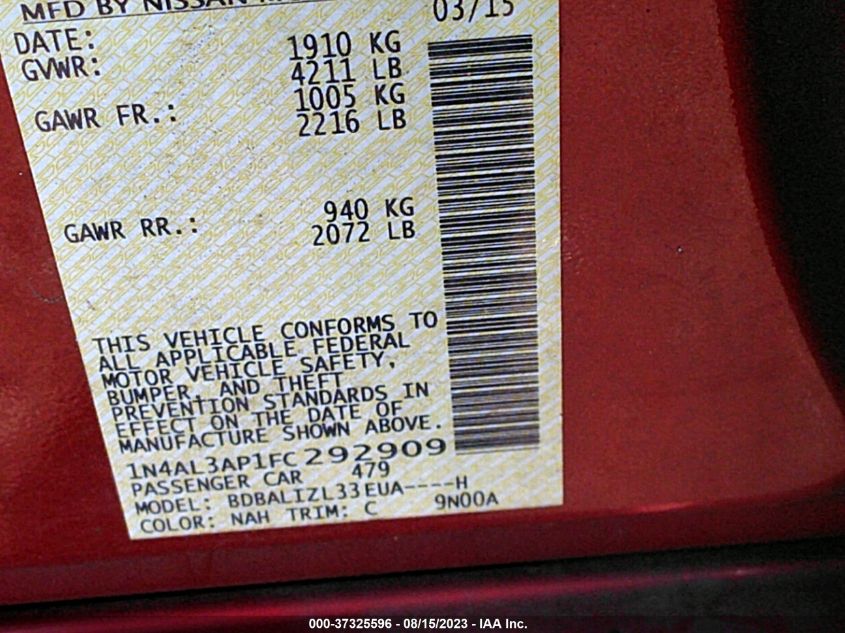 MFD BY NISSAN
03/15
DATE:
GVWR: 1910 KG
4211 LB
GAWR FR.: 1005 KG
2216 LB
GAWR RR.: 940 KG
2072 LB
THIS VEHICLE CONFORMS TO
ALL APPLICABLE FEDERAL
MOTOR VEHICLE SAFETY,
BUMPER, AND THEFT
PREVENTION STANDARDS IN
EFFECT ON THE DATE OF
MANUFACTURE SHOWN ABOVE.
1N4AL3AP1FC292909
PASSENGER CAR 479
MODEL: BDBALIZL33EUA----H
COLOR: NAH TRIM: C 9N00A
000-37325596 - 08/15/2023 - IAA Inc.